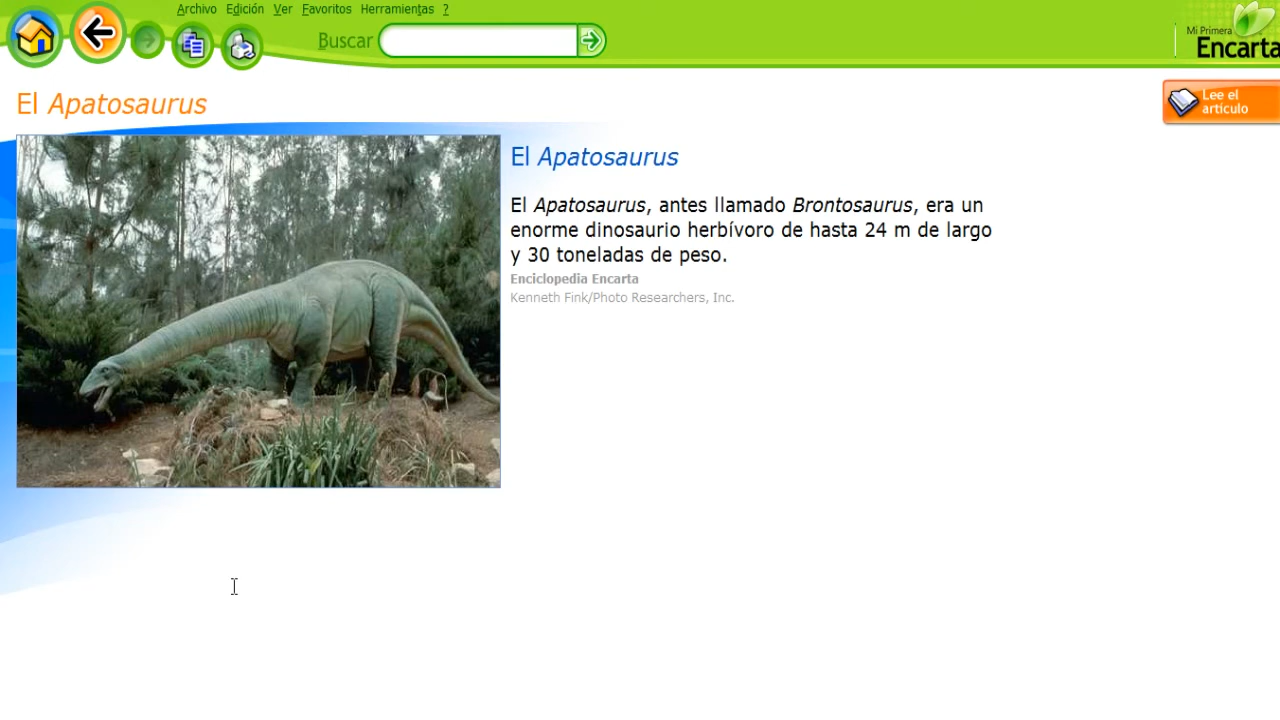 Archivo Edición Ver Favoritos Herramientas ?
Buscar
Mi Primera
Encarta
El Apatosaurus
Lee el
artículo
El Apatosaurus
El Apatosaurus, antes llamado Brontosaurus, era un
enorme dinosaurio herbívoro de hasta 24 m de largo
y 30 toneladas de peso.
Enciclopedia Encarta
Kenneth Fink/Photo Researchers, Inc.